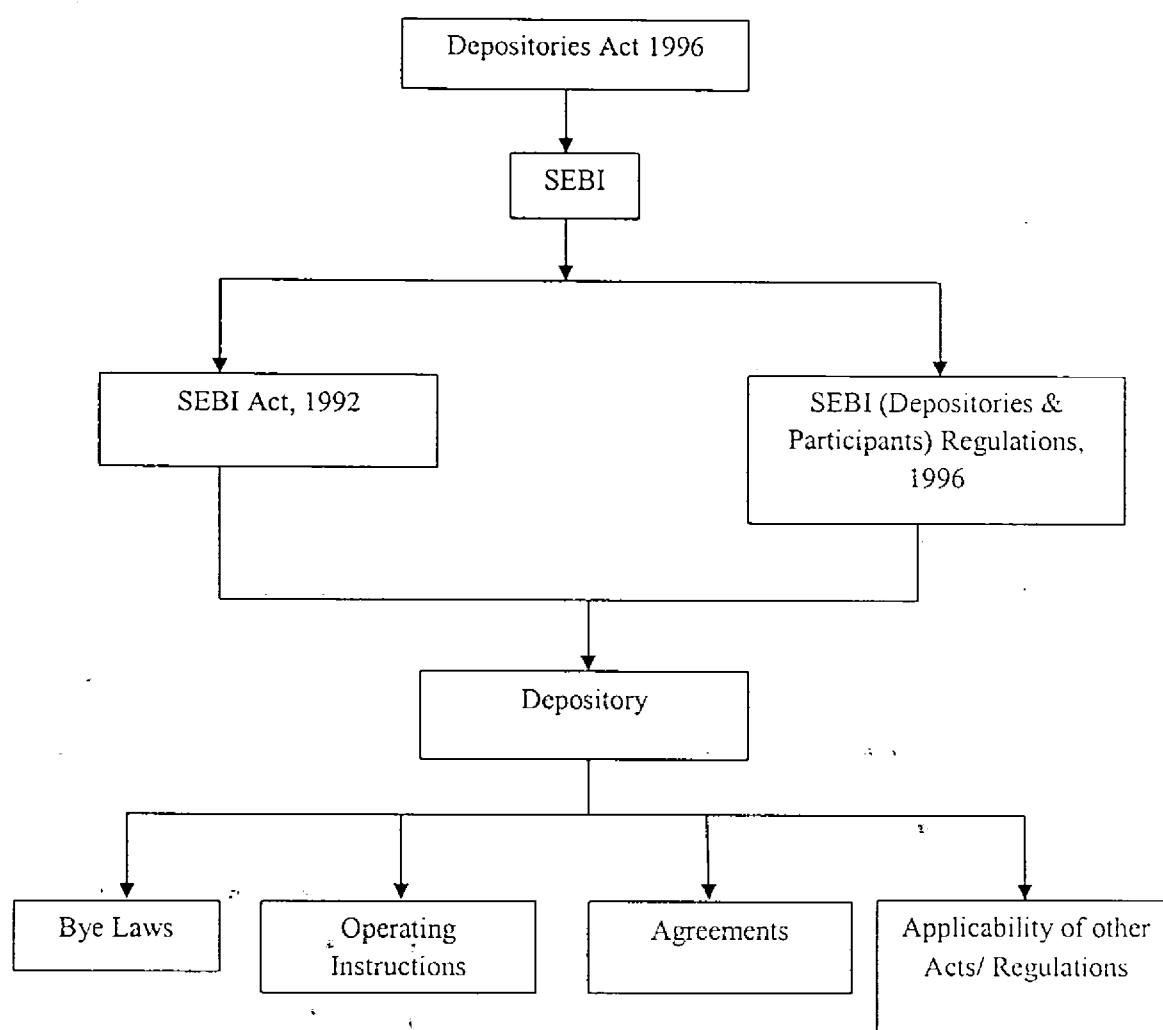 Depositories Act 1996
SEBI
SEBI Act, 1992
SEBI (Depositories &
Participants) Regulations,
1996
Depository
Bye Laws
Operating
Instructions
Agreements
Applicability of other
Acts/ Regulations